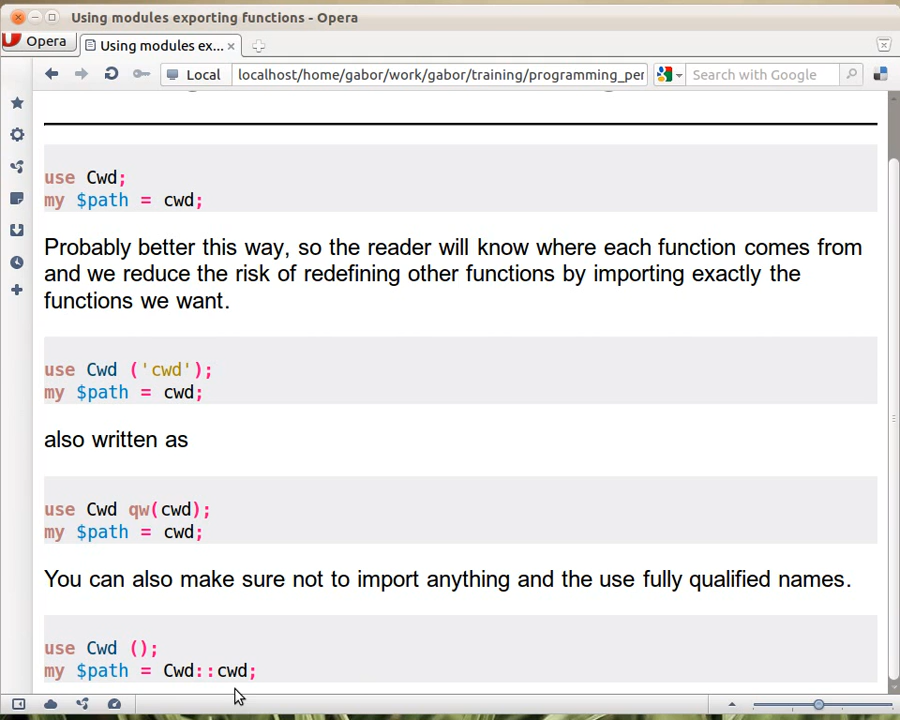 Using modules exporting functions - Opera
Opera
Using modules ex...
Local
localhost/home/gabor/work/gabor/training/programming_per
Search with Google
use Cwd;
my $path = cwd;
Probably better this way, so the reader will know where each function comes from
and we reduce the risk of redefining other functions by importing exactly the
functions we want.
use Cwd ('cwd');
my $path = cwd;
also written as
use Cwd qw(cwd);
my $path = cwd;
You can also make sure not to import anything and the use fully qualified names.
use Cwd ();
my $path = Cwd::cwd;